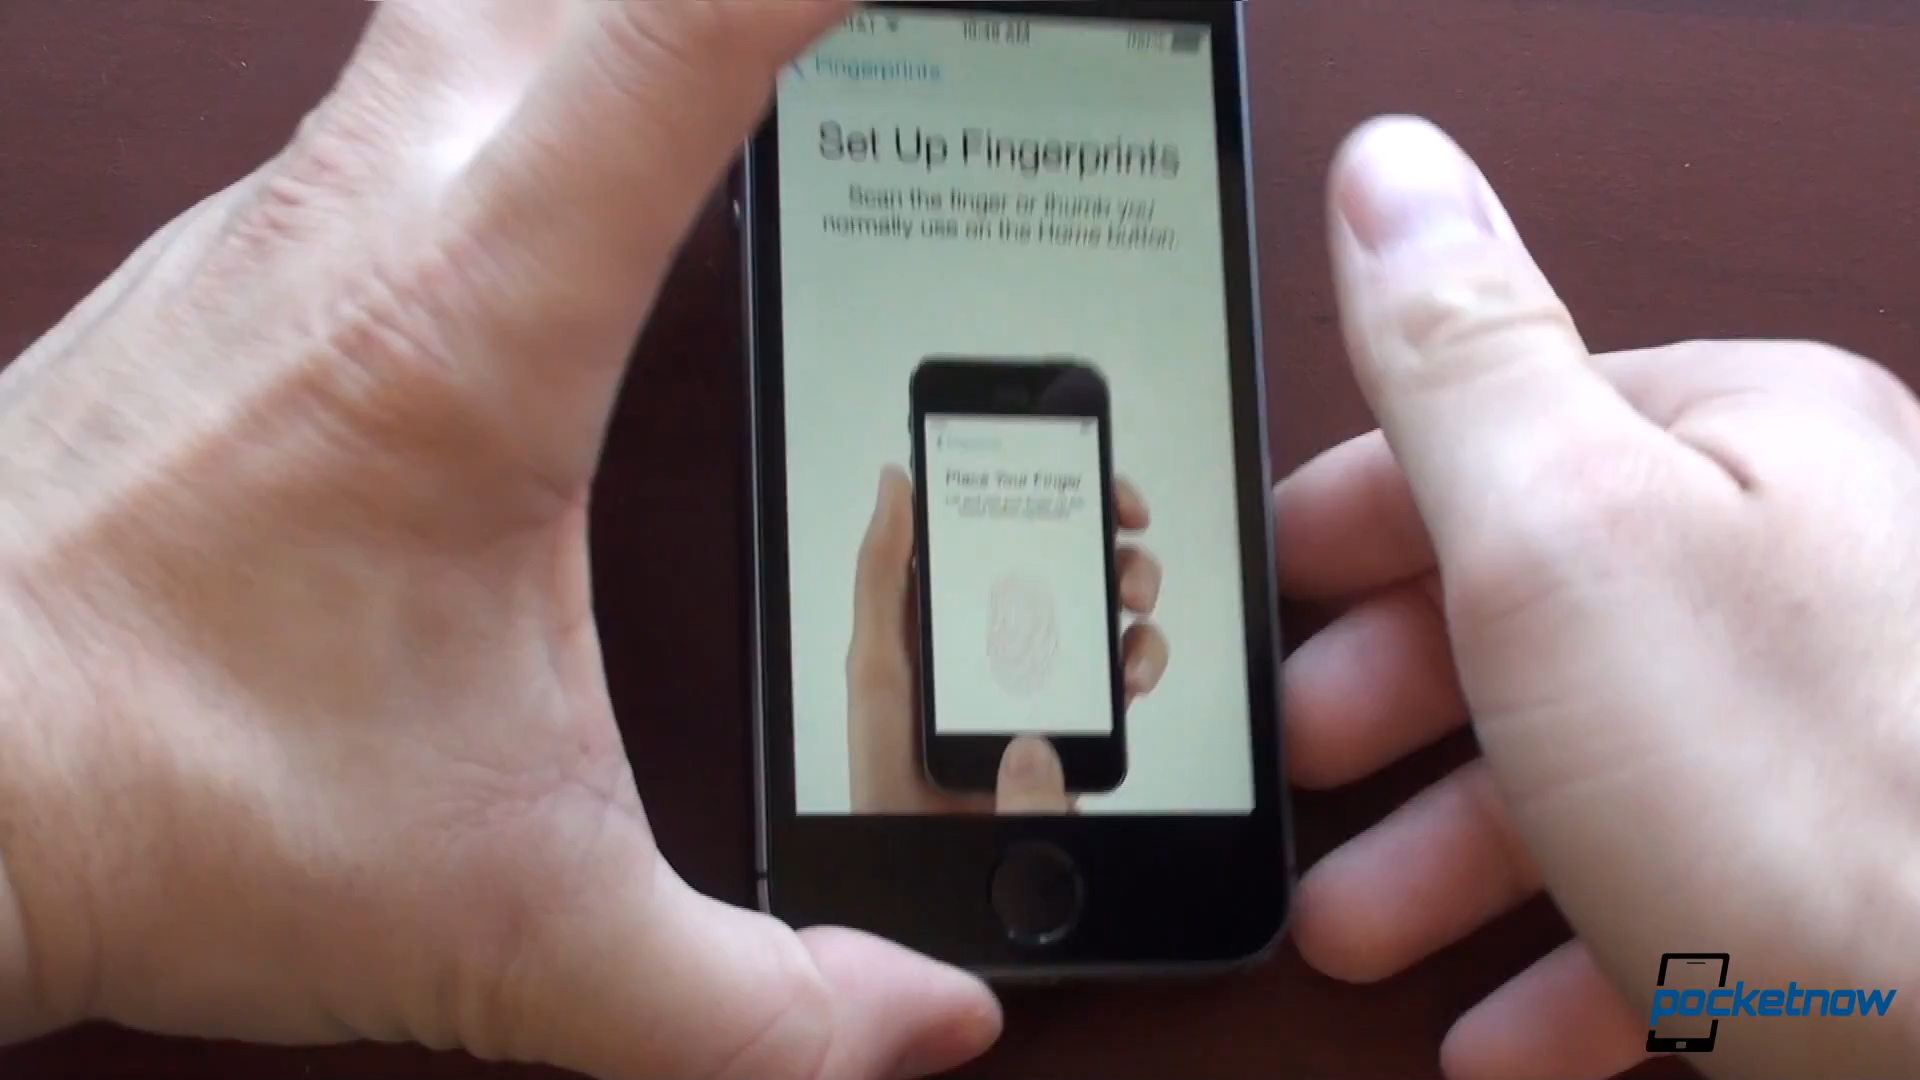 Fingerprints
Set Up Fingerprints
Scan the finger or thumb you
normally use on the Home button.
Place Your Finger
pocketnow